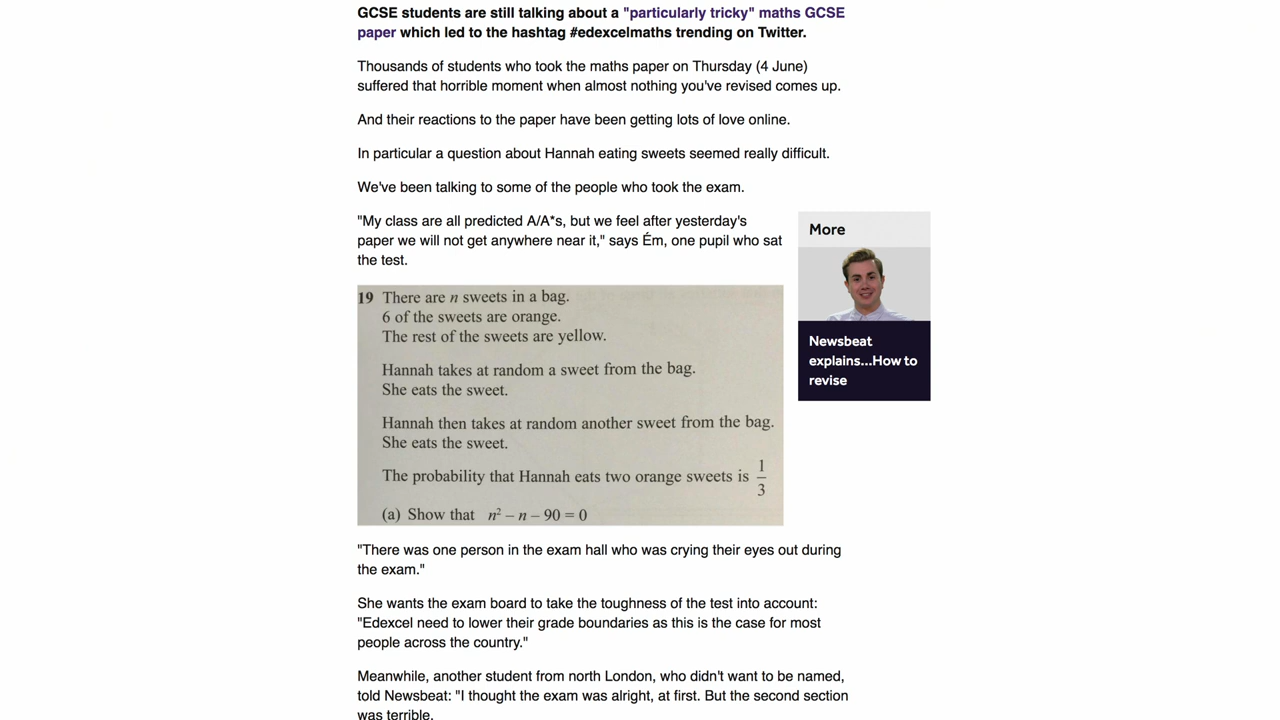 GCSE students are still talking about a "particularly tricky" maths GCSE
paper which led to the hashtag #edexcelmaths trending on Twitter.
Thousands of students who took the maths paper on Thursday (4 June)
suffered that horrible moment when almost nothing you've revised comes up.
And their reactions to the paper have been getting lots of love online.
In particular a question about Hannah eating sweets seemed really difficult.
We've been talking to some of the people who took the exam.
"My class are all predicted A/A*s, but we feel after yesterday's
paper we will not get anywhere near it," says Ém, one pupil who sat
the test.
More
Newsbeat
explains...How to
revise
19 There are n sweets in a bag.
6 of the sweets are orange.
The rest of the sweets are yellow.
Hannah takes at random a sweet from the bag.
She eats the sweet.
Hannah then takes at random another sweet from the bag.
She eats the sweet.
The probability that Hannah eats two orange sweets is 1/3
(a) Show that n² – n – 90 = 0
"There was one person in the exam hall who was crying their eyes out during
the exam."
She wants the exam board to take the toughness of the test into account:
"Edexcel need to lower their grade boundaries as this is the case for most
people across the country."
Meanwhile, another student from north London, who didn't want to be named,
told Newsbeat: "I thought the exam was alright, at first. But the second section
was terrible.